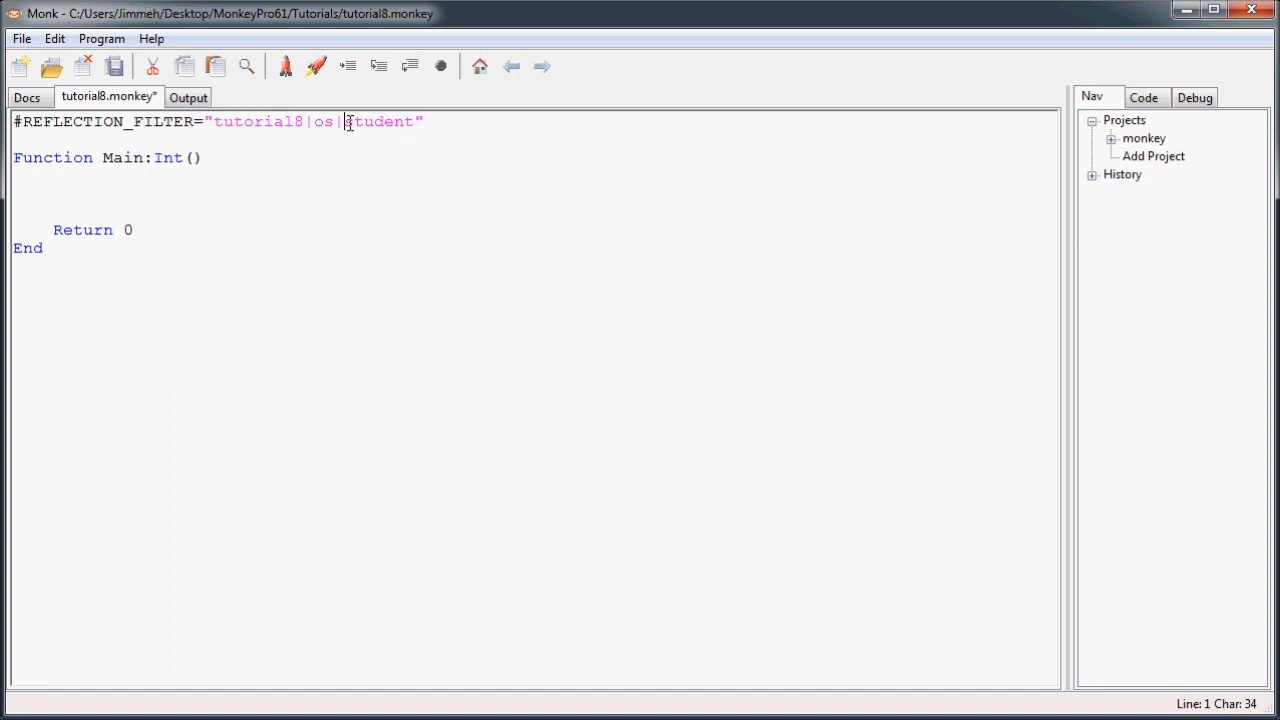 Monk - C:/Users/Jimmeh/Desktop/MonkeyPro61/Tutorials/tutorial8.monkey
File Edit Program Help
Docs tutorial8.monkey* Output
Nav Code Debug
#REFLECTION_FILTER="tutorial8|os|student"
Function Main:Int()
Return 0
End
Projects
monkey
Add Project
History
Line: 1 Char: 34